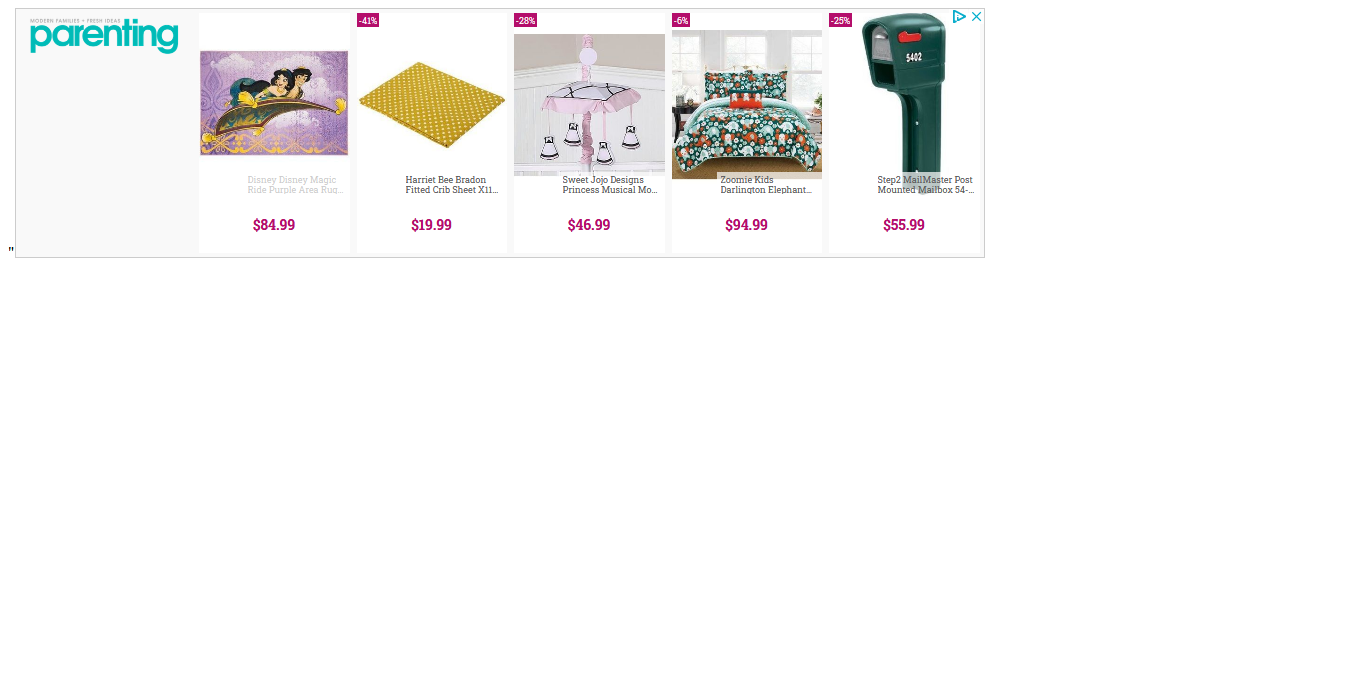 MODERN FAMILIES + FRESH IDEAS
parenting
Disney Disney Magic
Ride Purple Area Rug...
$84.99
-41%
Harriet Bee Bradon
Fitted Crib Sheet X11...
$19.99
-28%
Sweet Jojo Designs
Princess Musical Mo...
$46.99
-6%
Zoomie Kids
Darlington Elephant...
$94.99
-25%
5402
Step2 MailMaster Post
Mounted Mailbox 54-...
$55.99
"